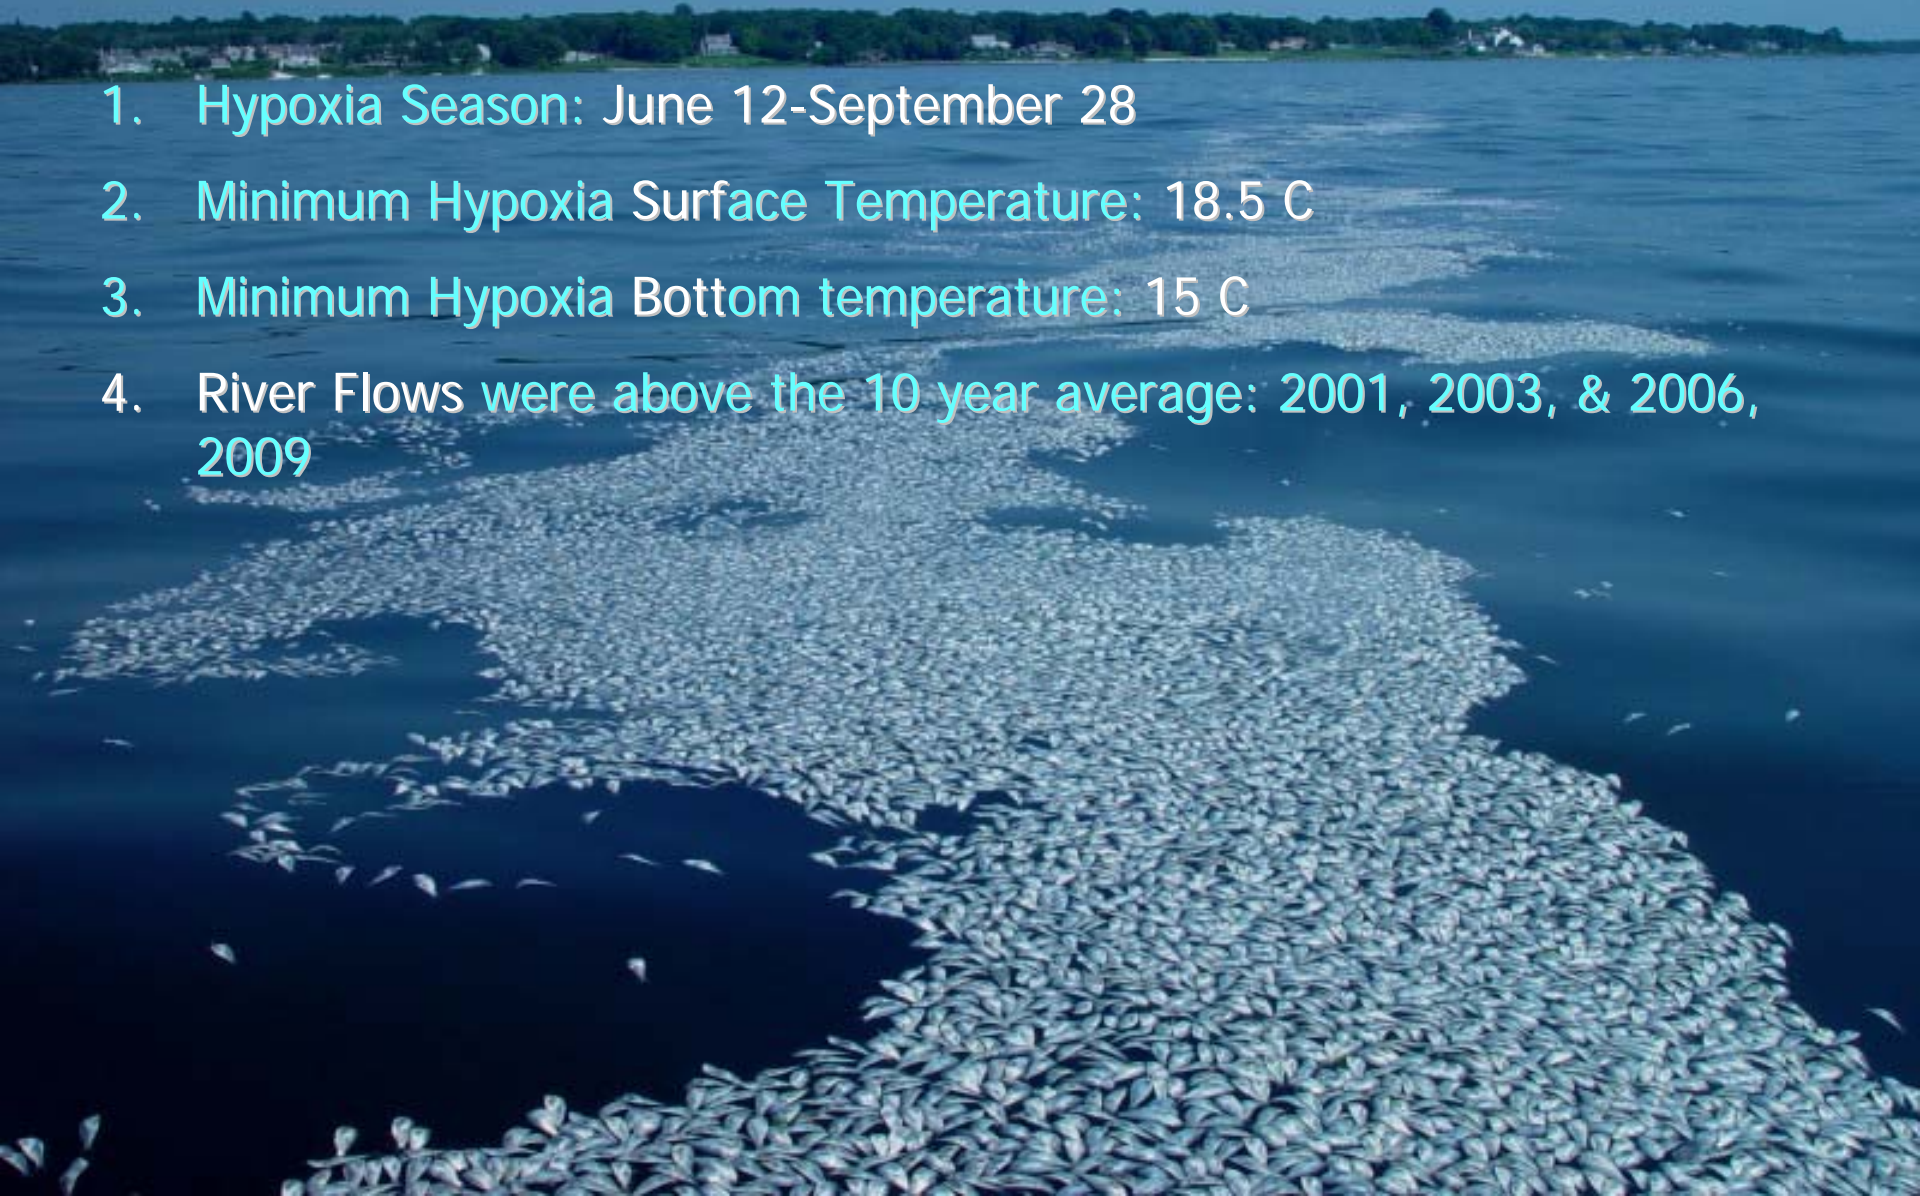 1. Hypoxia Season: June 12-September 28
2. Minimum Hypoxia Surface Temperature: 18.5 C
3. Minimum Hypoxia Bottom temperature: 15 C
4. River Flows were above the 10 year average: 2001, 2003, & 2006,
2009